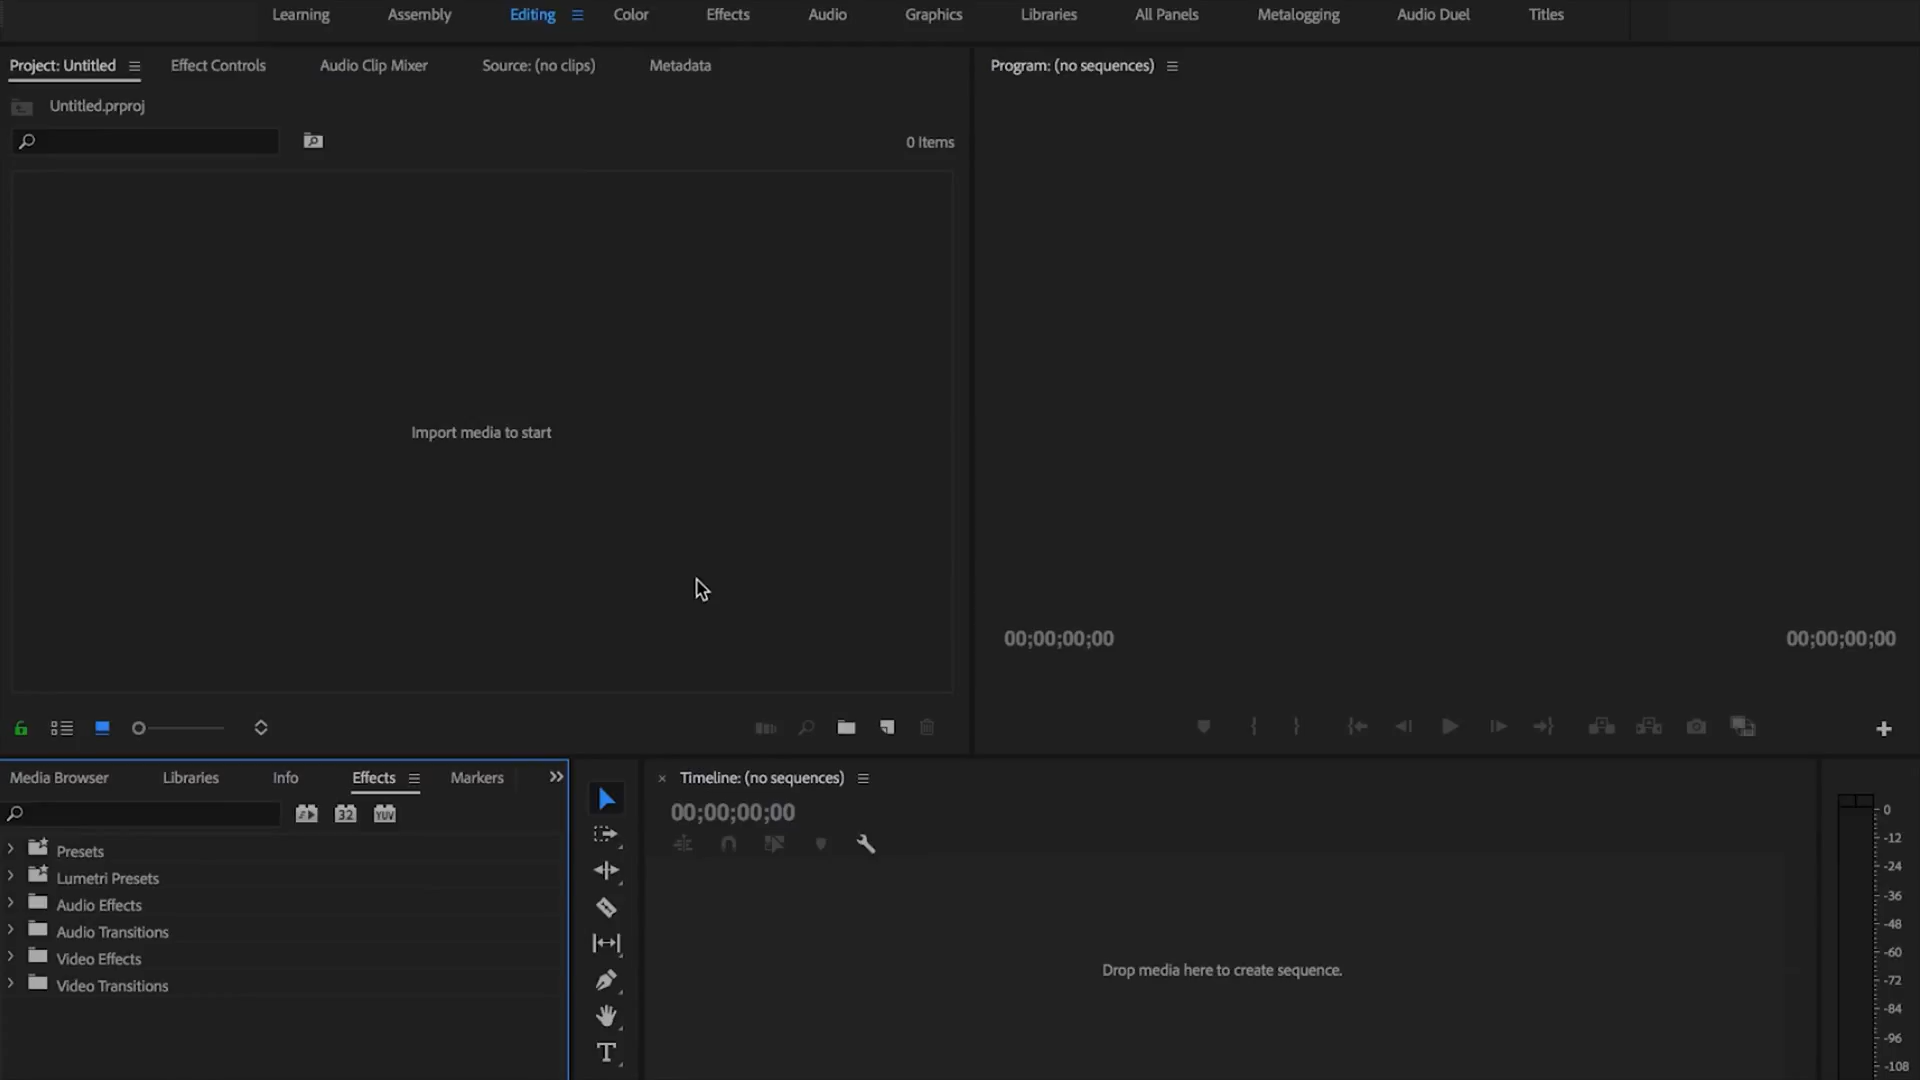 Learning Assembly Editing Color Effects Audio Graphics Libraries All Panels Metalogging Audio Duel Titles
Project: Untitled Effect Controls Audio Clip Mixer Source: (no clips) Metadata
Untitled.prproj
0 Items
Import media to start
Program: (no sequences)
00;00;00;00 00;00;00;00
Media Browser Libraries Info Effects Markers
32 YUV
Presets
Lumetri Presets
Audio Effects
Audio Transitions
Video Effects
Video Transitions
T
Timeline: (no sequences)
00;00;00;00
Drop media here to create sequence.
0
-12
-24
-36
-48
-60
-72
-84
-96
-108